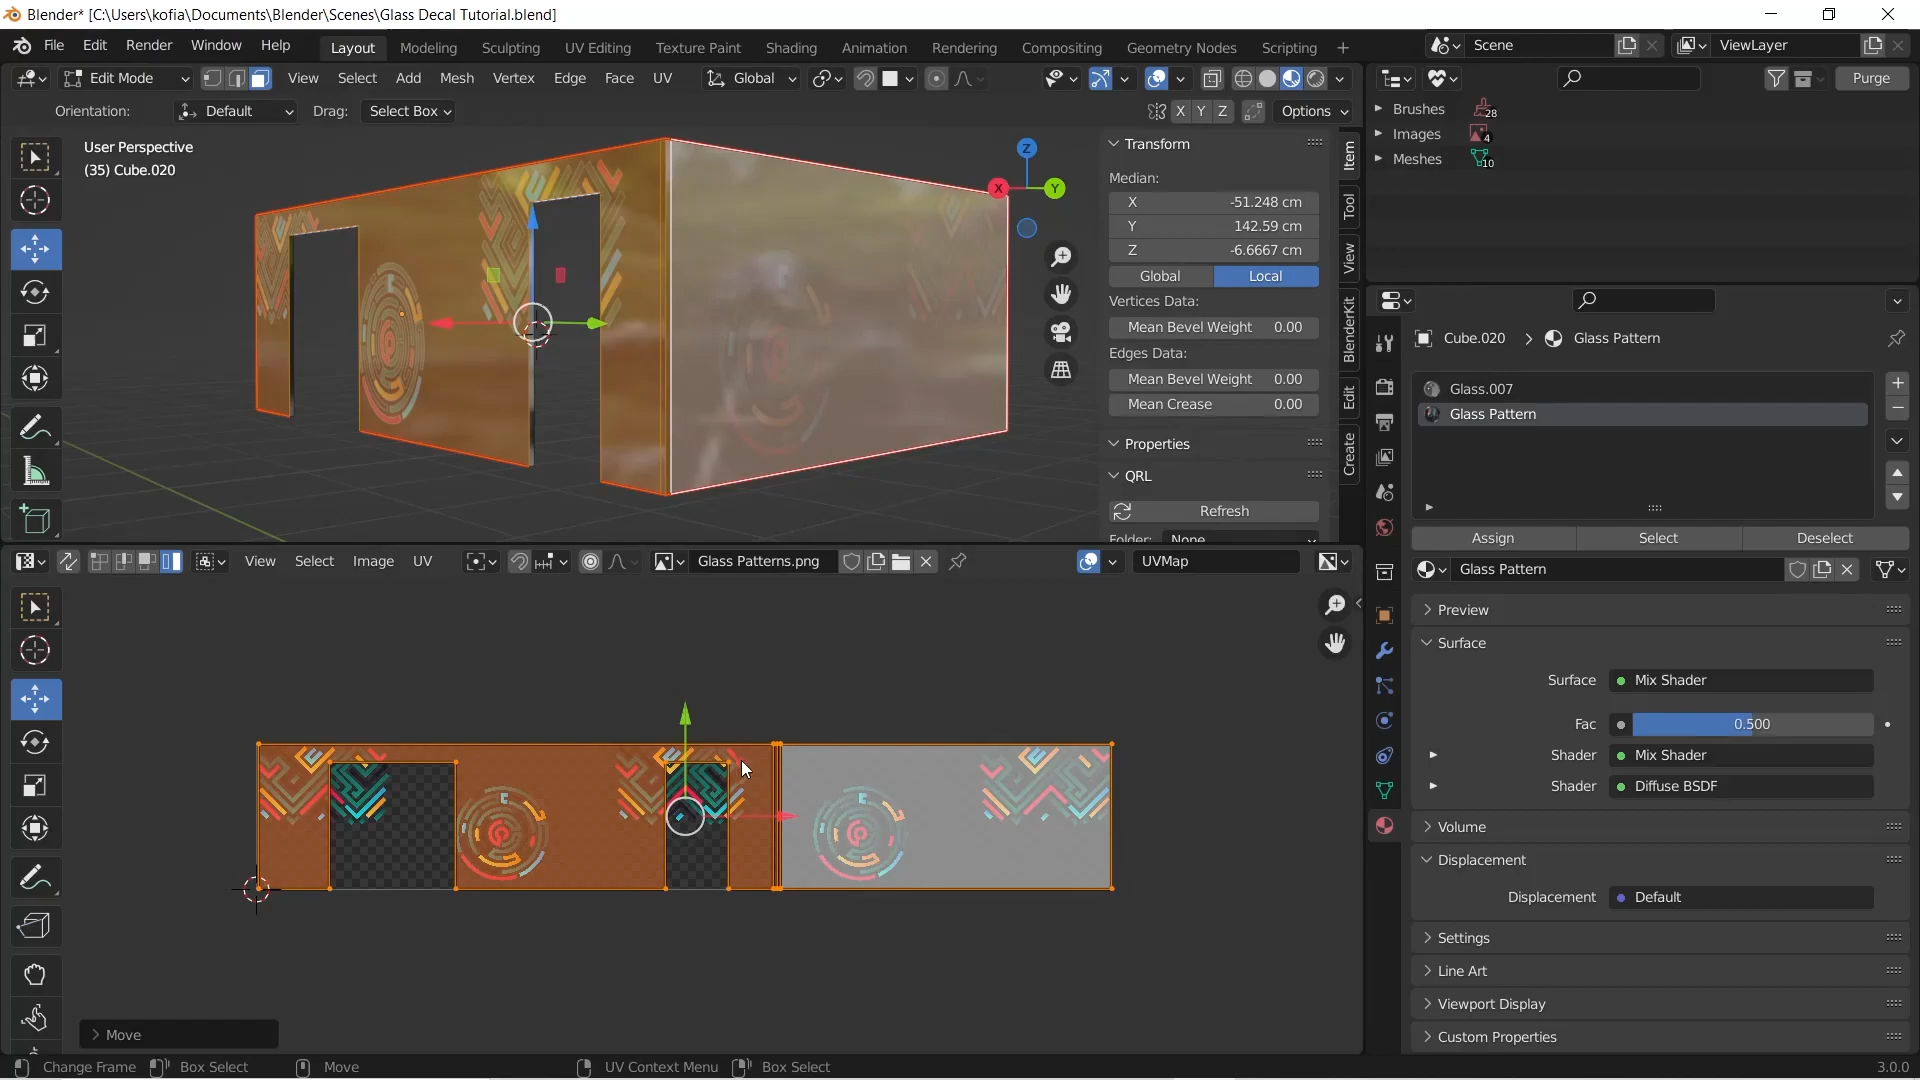 Blender* [C:\Users\kofia\Documents\Blender\Scenes\Glass Decal Tutorial.blend]
File Edit Render Window Help Layout Modeling Sculpting UV Editing Texture Paint Shading Animation Rendering Compositing Geometry Nodes Scripting + Scene ViewLayer
Edit Mode View Select Add Mesh Vertex Edge Face UV Global Purge
Orientation: Default Drag: Select Box X Y Z Options
Brushes 28
Images 4
Meshes 10
User Perspective
(35) Cube.020
Z
X Y
Transform
Median:
X -51.248 cm
Y 142.59 cm
Z -6.6667 cm
Global Local
Vertices Data:
Mean Bevel Weight 0.00
Edges Data:
Mean Bevel Weight 0.00
Mean Crease 0.00
Properties
QRL
Refresh
Folder: None
Item
Tool
View
BlenderKit
Edit
Create
Cube.020 > Glass Pattern
Glass.007
Glass Pattern
Assign Select Deselect
Glass Pattern
Preview
Surface
Surface Mix Shader
Fac 0.500
Shader Mix Shader
Shader Diffuse BSDF
Volume
Displacement
Displacement Default
Settings
Line Art
Viewport Display
Custom Properties
View Select Image UV Glass Patterns.png UVMap
Move
Change Frame Box Select Move UV Context Menu Box Select 3.0.0